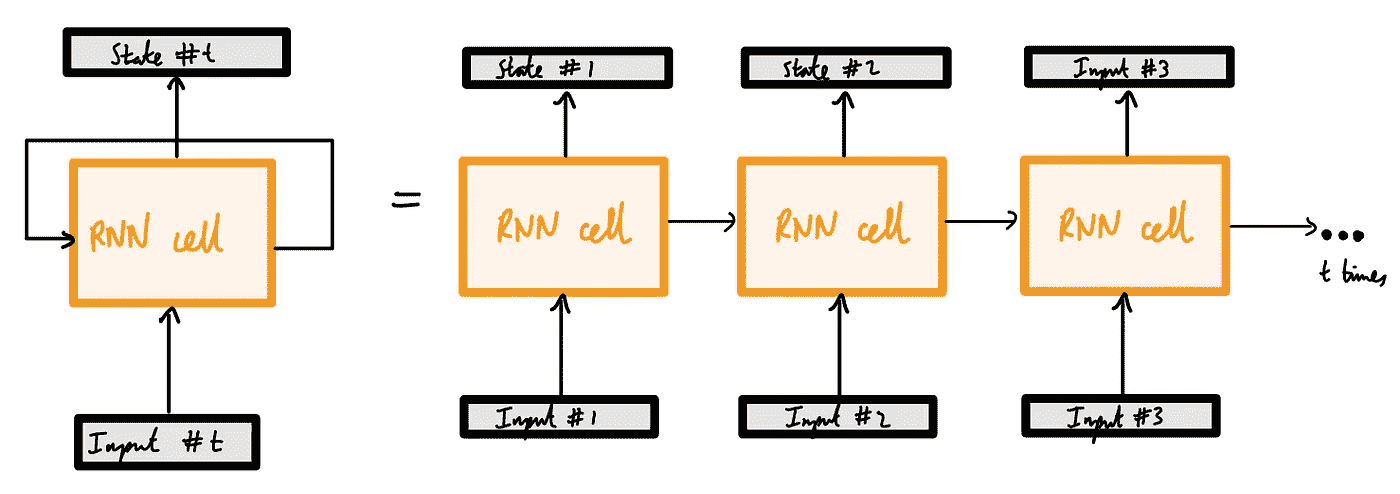 State #t
State #1
State #2
Input #3
RNN cell
=
RNN cell
RNN cell
RNN cell
...
t times
Input #t
Input #1
Input #2
Input #3